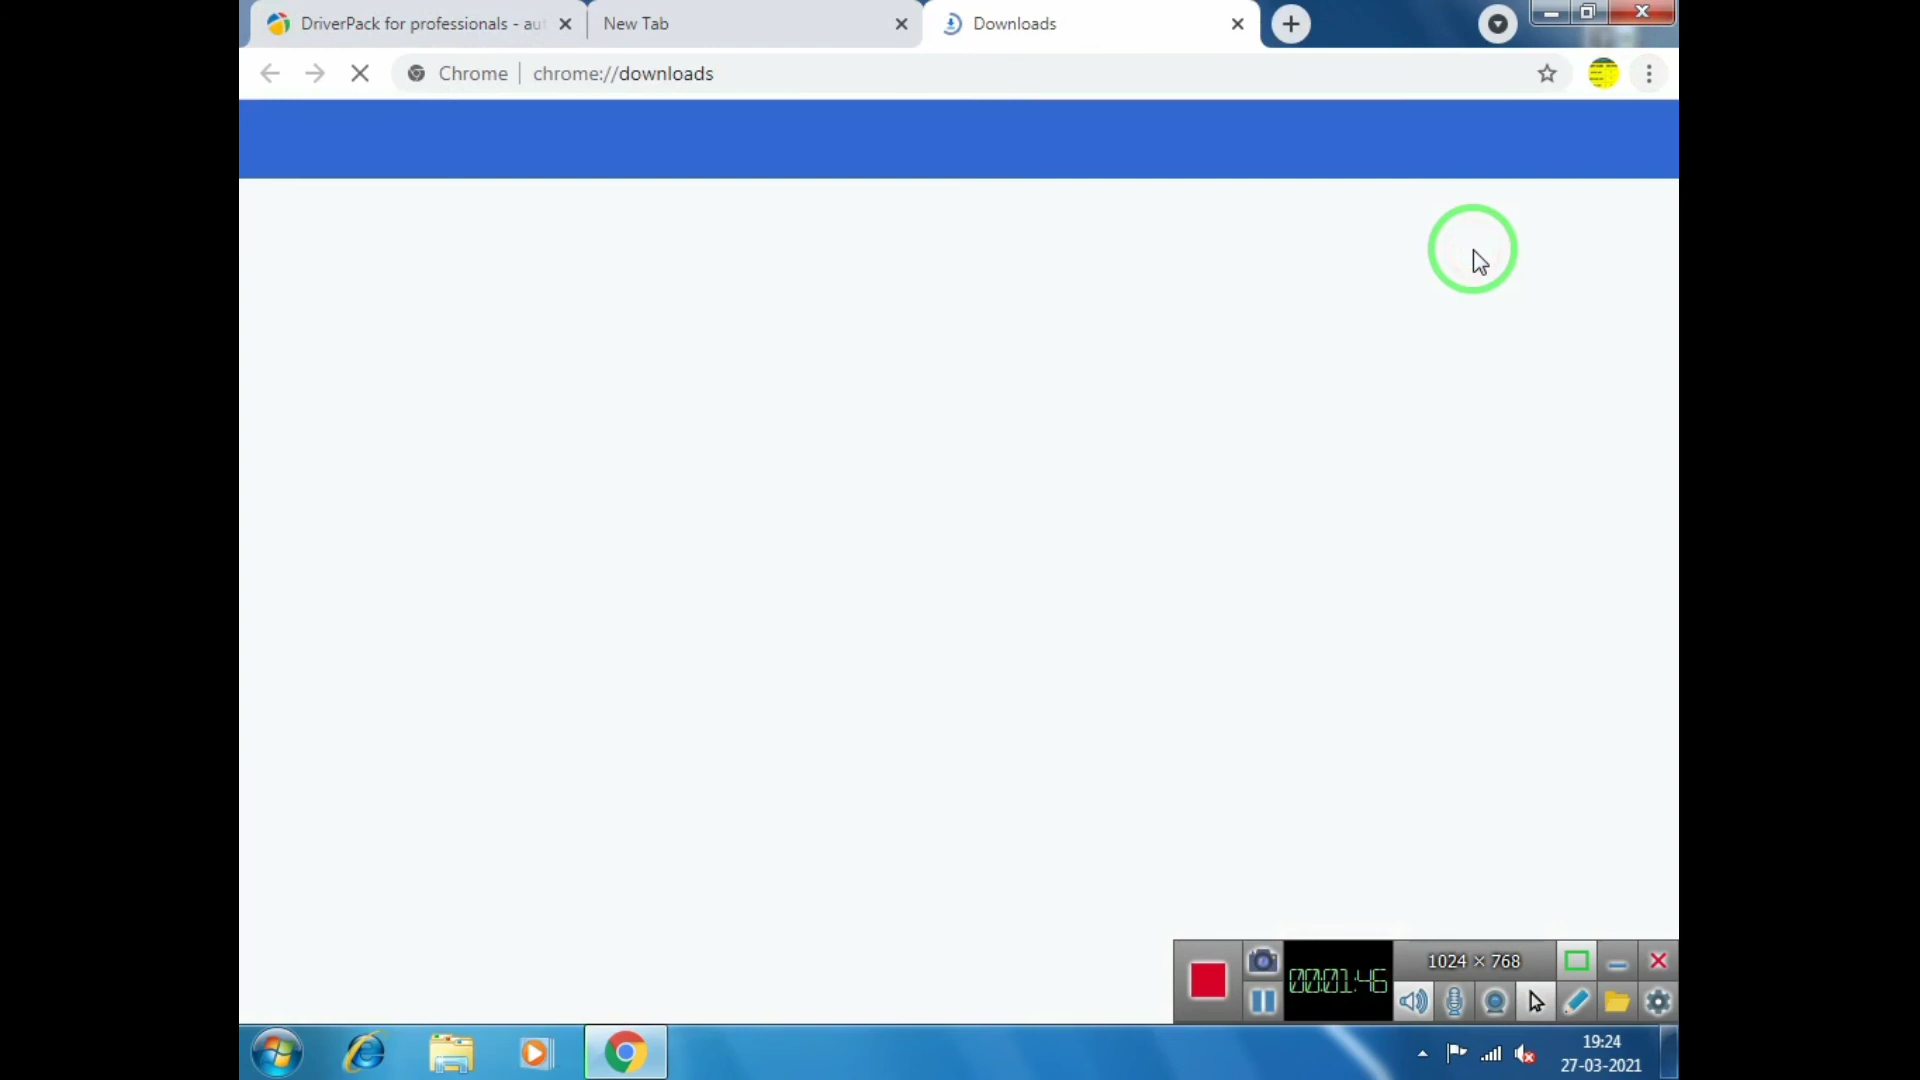 DriverPack for professionals - aut
New Tab
Downloads
Chrome
chrome://downloads
1024 × 768
00:01:46
19:24
27-03-2021